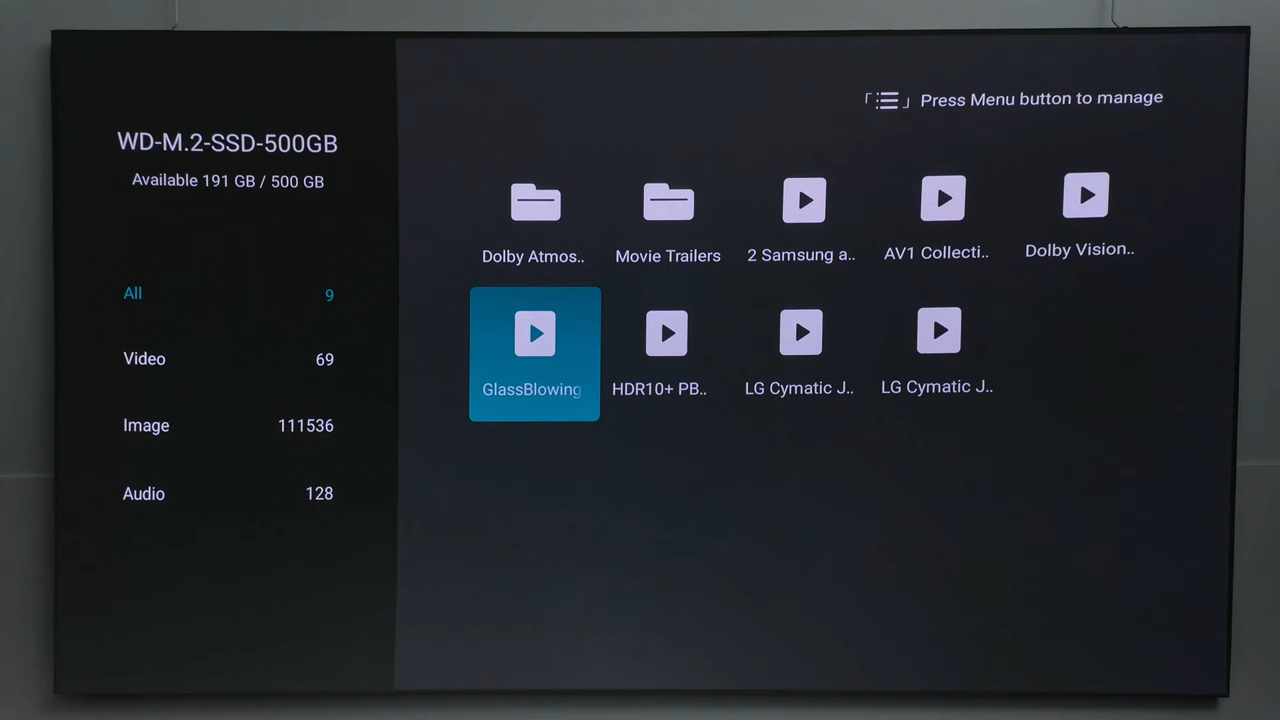 WD-M.2-SSD-500GB
Available 191 GB / 500 GB
All 9
Video 69
Image 111536
Audio 128
「 」 Press Menu button to manage
Dolby Atmos..
Movie Trailers
2 Samsung a..
AV1 Collecti..
Dolby Vision..
GlassBlowing
HDR10+ PB..
LG Cymatic J..
LG Cymatic J..